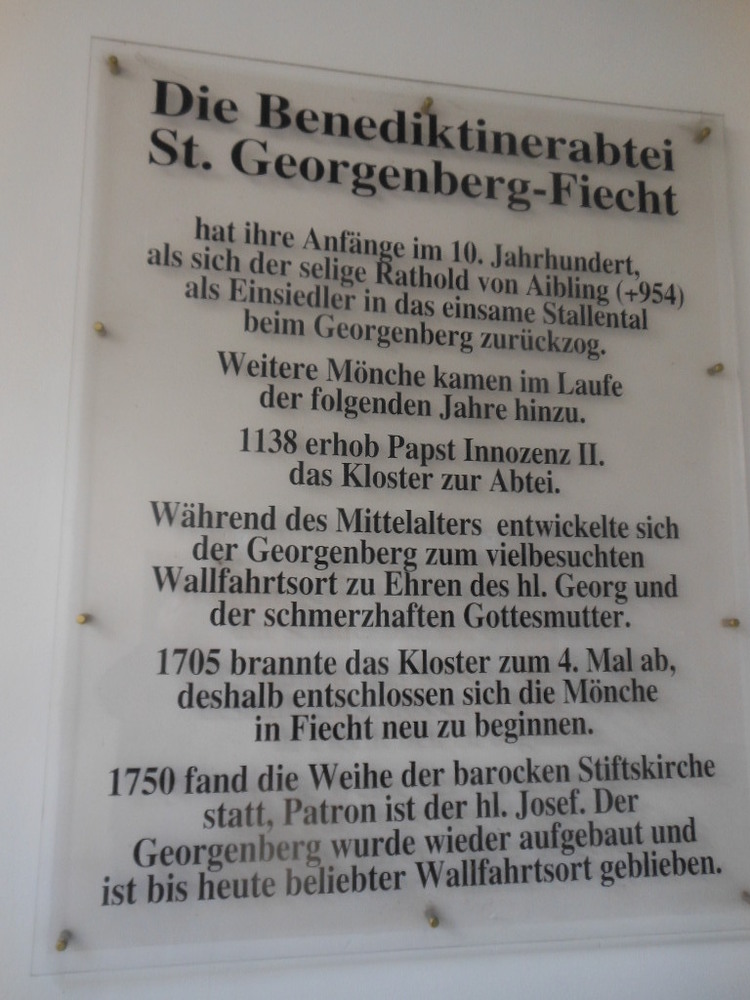 Die Benediktinerabtei
St. Georgenberg-Fiecht
hat ihre Anfänge im 10. Jahrhundert,
als sich der selige Rathold von Aibling (+954)
als Einsiedler in das einsame Stallental
beim Georgenberg zurückzog.
Weitere Mönche kamen im Laufe
der folgenden Jahre hinzu.
1138 erhob Papst Innozenz II.
das Kloster zur Abtei.
Während des Mittelalters entwickelte sich
der Georgenberg zum vielbesuchten
Wallfahrtsort zu Ehren des hl. Georg und
der schmerzhaften Gottesmutter.
1705 brannte das Kloster zum 4. Mal ab,
deshalb entschlossen sich die Mönche
in Fiecht neu zu beginnen.
1750 fand die Weihe der barocken Stiftskirche
statt, Patron ist der hl. Josef. Der
Georgenberg wurde wieder aufgebaut und
ist bis heute beliebter Wallfahrtsort geblieben.